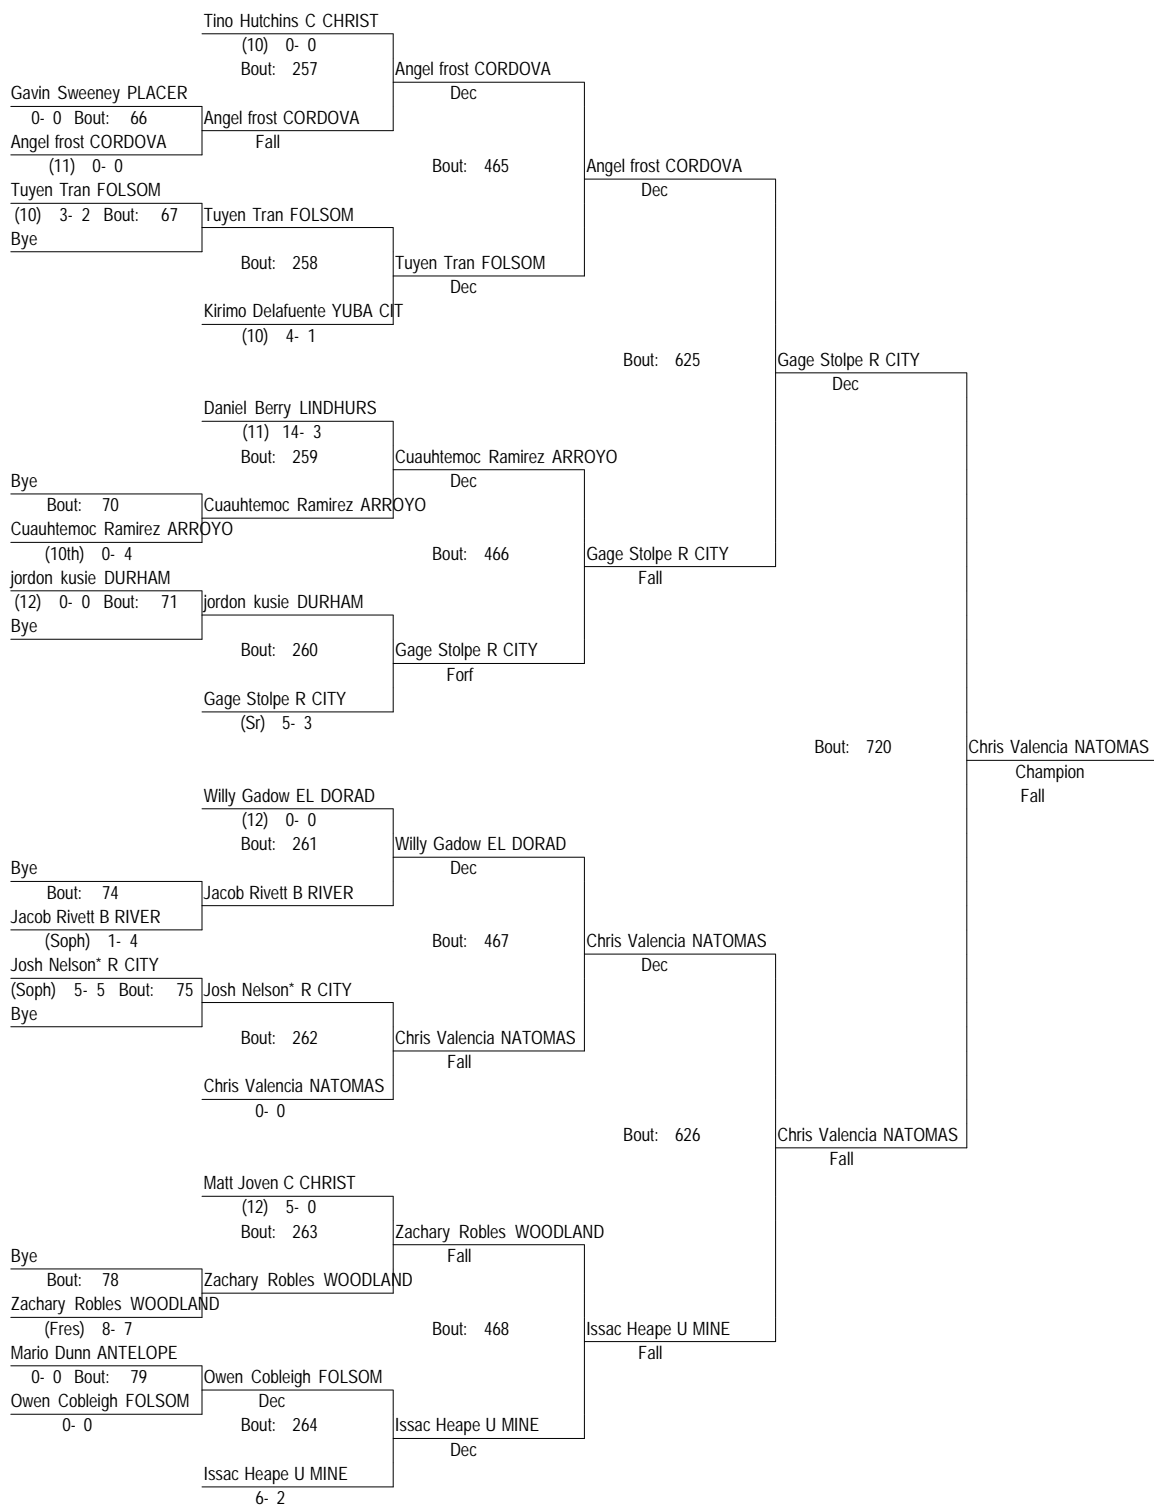 Tino Hutchins C CHRIST
(10) 0- 0
Bout: 257
Angel frost CORDOVA
Dec
Gavin Sweeney PLACER
0- 0 Bout: 66
Angel frost CORDOVA
Fall
Angel frost CORDOVA
(11) 0- 0
Bout: 465
Angel frost CORDOVA
Dec
Tuyen Tran FOLSOM
(10) 3- 2 Bout: 67
Tuyen Tran FOLSOM
Bye
Bout: 258
Tuyen Tran FOLSOM
Dec
Kirimo Delafuente YUBA CIT
(10) 4- 1
Bout: 625
Gage Stolpe R CITY
Dec
Daniel Berry LINDHURS
(11) 14- 3
Bout: 259
Cuauhtemoc Ramirez ARROYO
Dec
Bye
Bout: 70
Cuauhtemoc Ramirez ARROYO
Cuauhtemoc Ramirez ARROYO
(10th) 0- 4
Bout: 466
Gage Stolpe R CITY
Fall
jordon kusie DURHAM
(12) 0- 0 Bout: 71
jordon kusie DURHAM
Bye
Bout: 260
Gage Stolpe R CITY
Forf
Gage Stolpe R CITY
(Sr) 5- 3
Bout: 720
Chris Valencia NATOMAS
Champion
Fall
Willy Gadow EL DORAD
(12) 0- 0
Bout: 261
Willy Gadow EL DORAD
Dec
Bye
Bout: 74
Jacob Rivett B RIVER
Jacob Rivett B RIVER
(Soph) 1- 4
Bout: 467
Chris Valencia NATOMAS
Dec
Josh Nelson* R CITY
(Soph) 5- 5 Bout: 75
Josh Nelson* R CITY
Bye
Bout: 262
Chris Valencia NATOMAS
Fall
Chris Valencia NATOMAS
0- 0
Bout: 626
Chris Valencia NATOMAS
Fall
Matt Joven C CHRIST
(12) 5- 0
Bout: 263
Zachary Robles WOODLAND
Fall
Bye
Bout: 78
Zachary Robles WOODLAND
Zachary Robles WOODLAND
(Fres) 8- 7
Bout: 468
Issac Heape U MINE
Fall
Mario Dunn ANTELOPE
0- 0 Bout: 79
Owen Cobleigh FOLSOM
Dec
Owen Cobleigh FOLSOM
0- 0
Bout: 264
Issac Heape U MINE
Dec
Issac Heape U MINE
6- 2